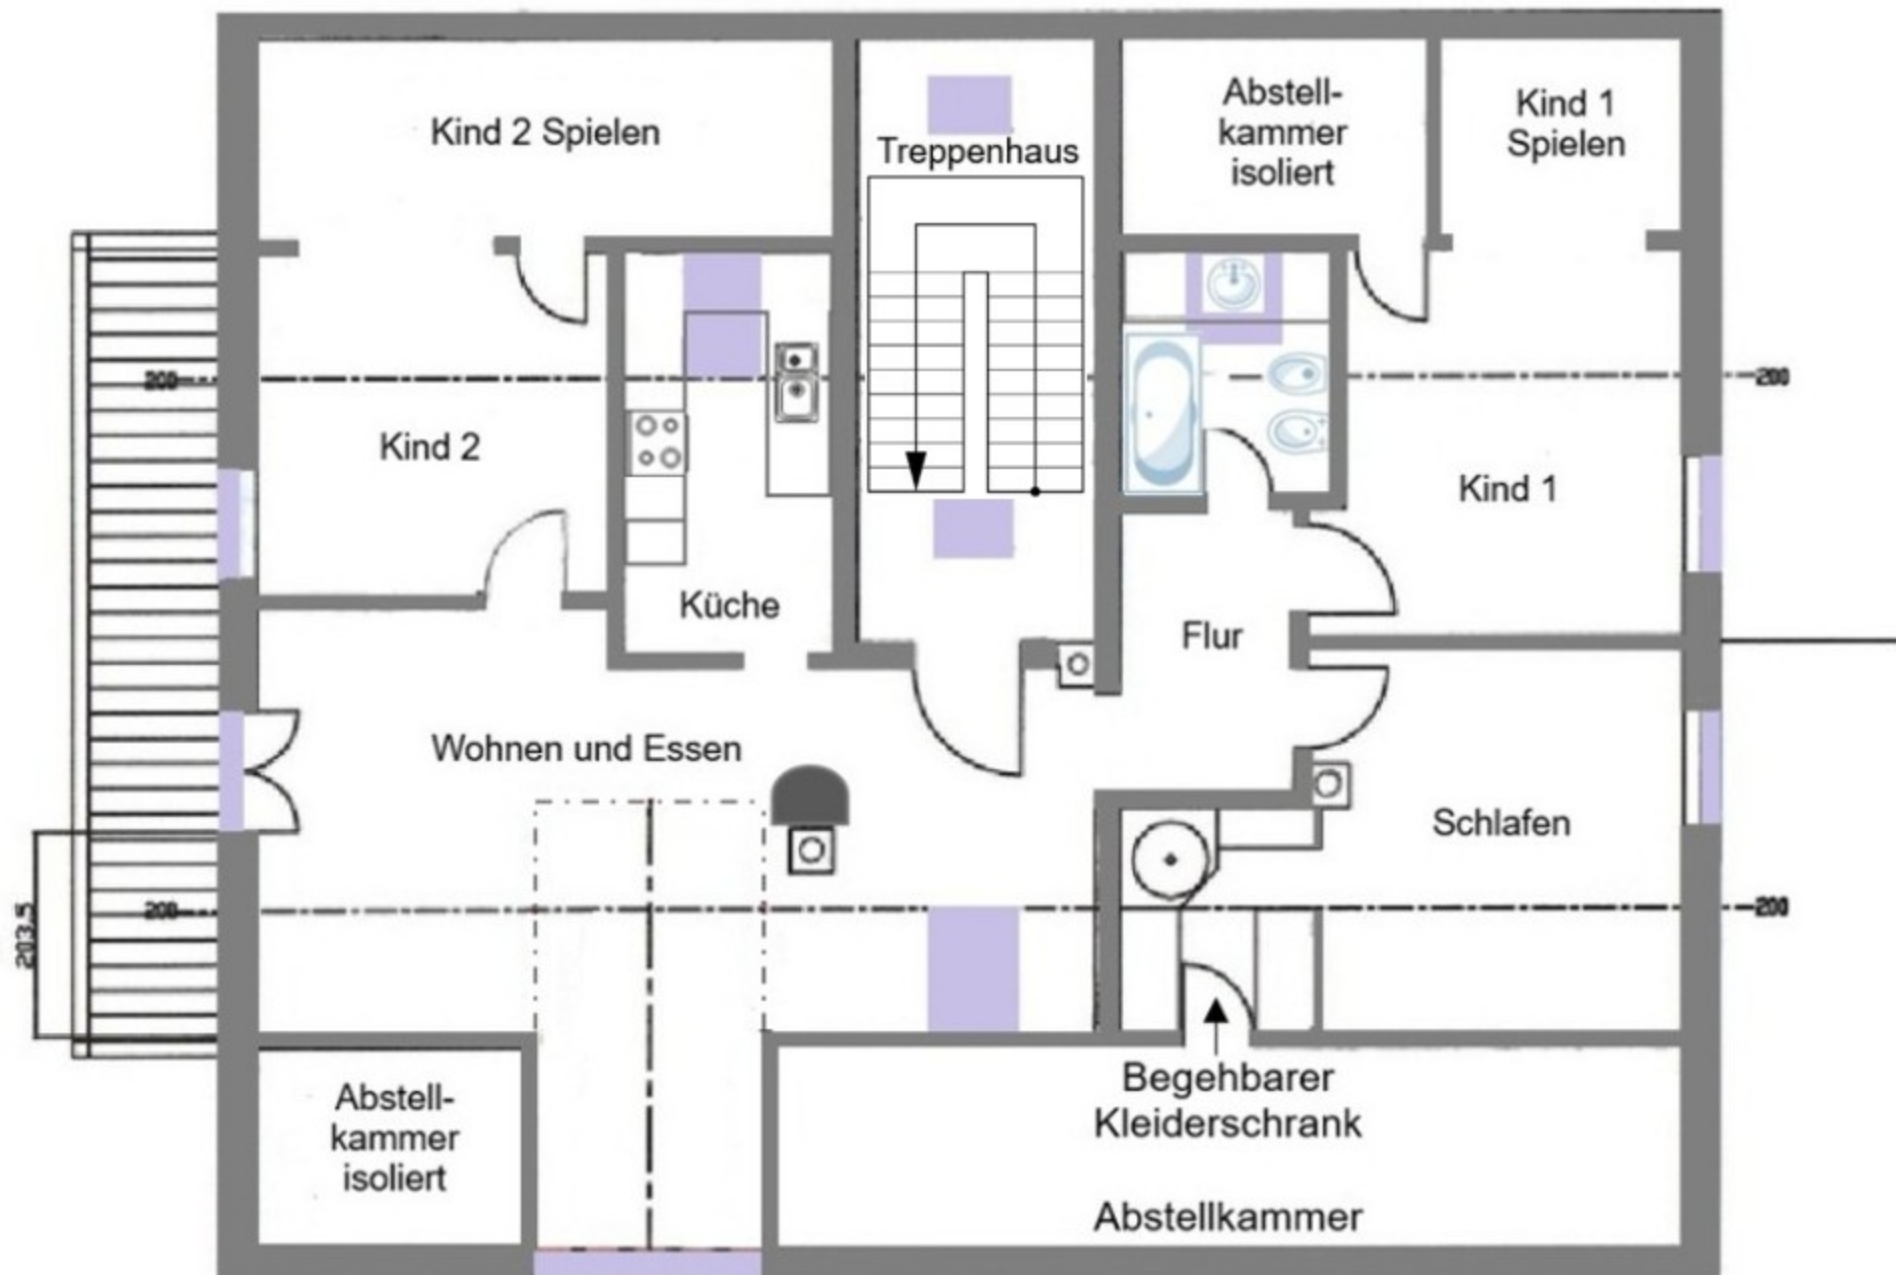 Kind 2 Spielen
Treppenhaus
Abstell-
kammer
isoliert
Kind 1
Spielen
200
200
Kind 2
Kind 1
Küche
Flur
Wohnen und Essen
Schlafen
200
200
203,5
Begehbarer
Kleiderschrank
Abstell-
kammer
isoliert
Abstellkammer